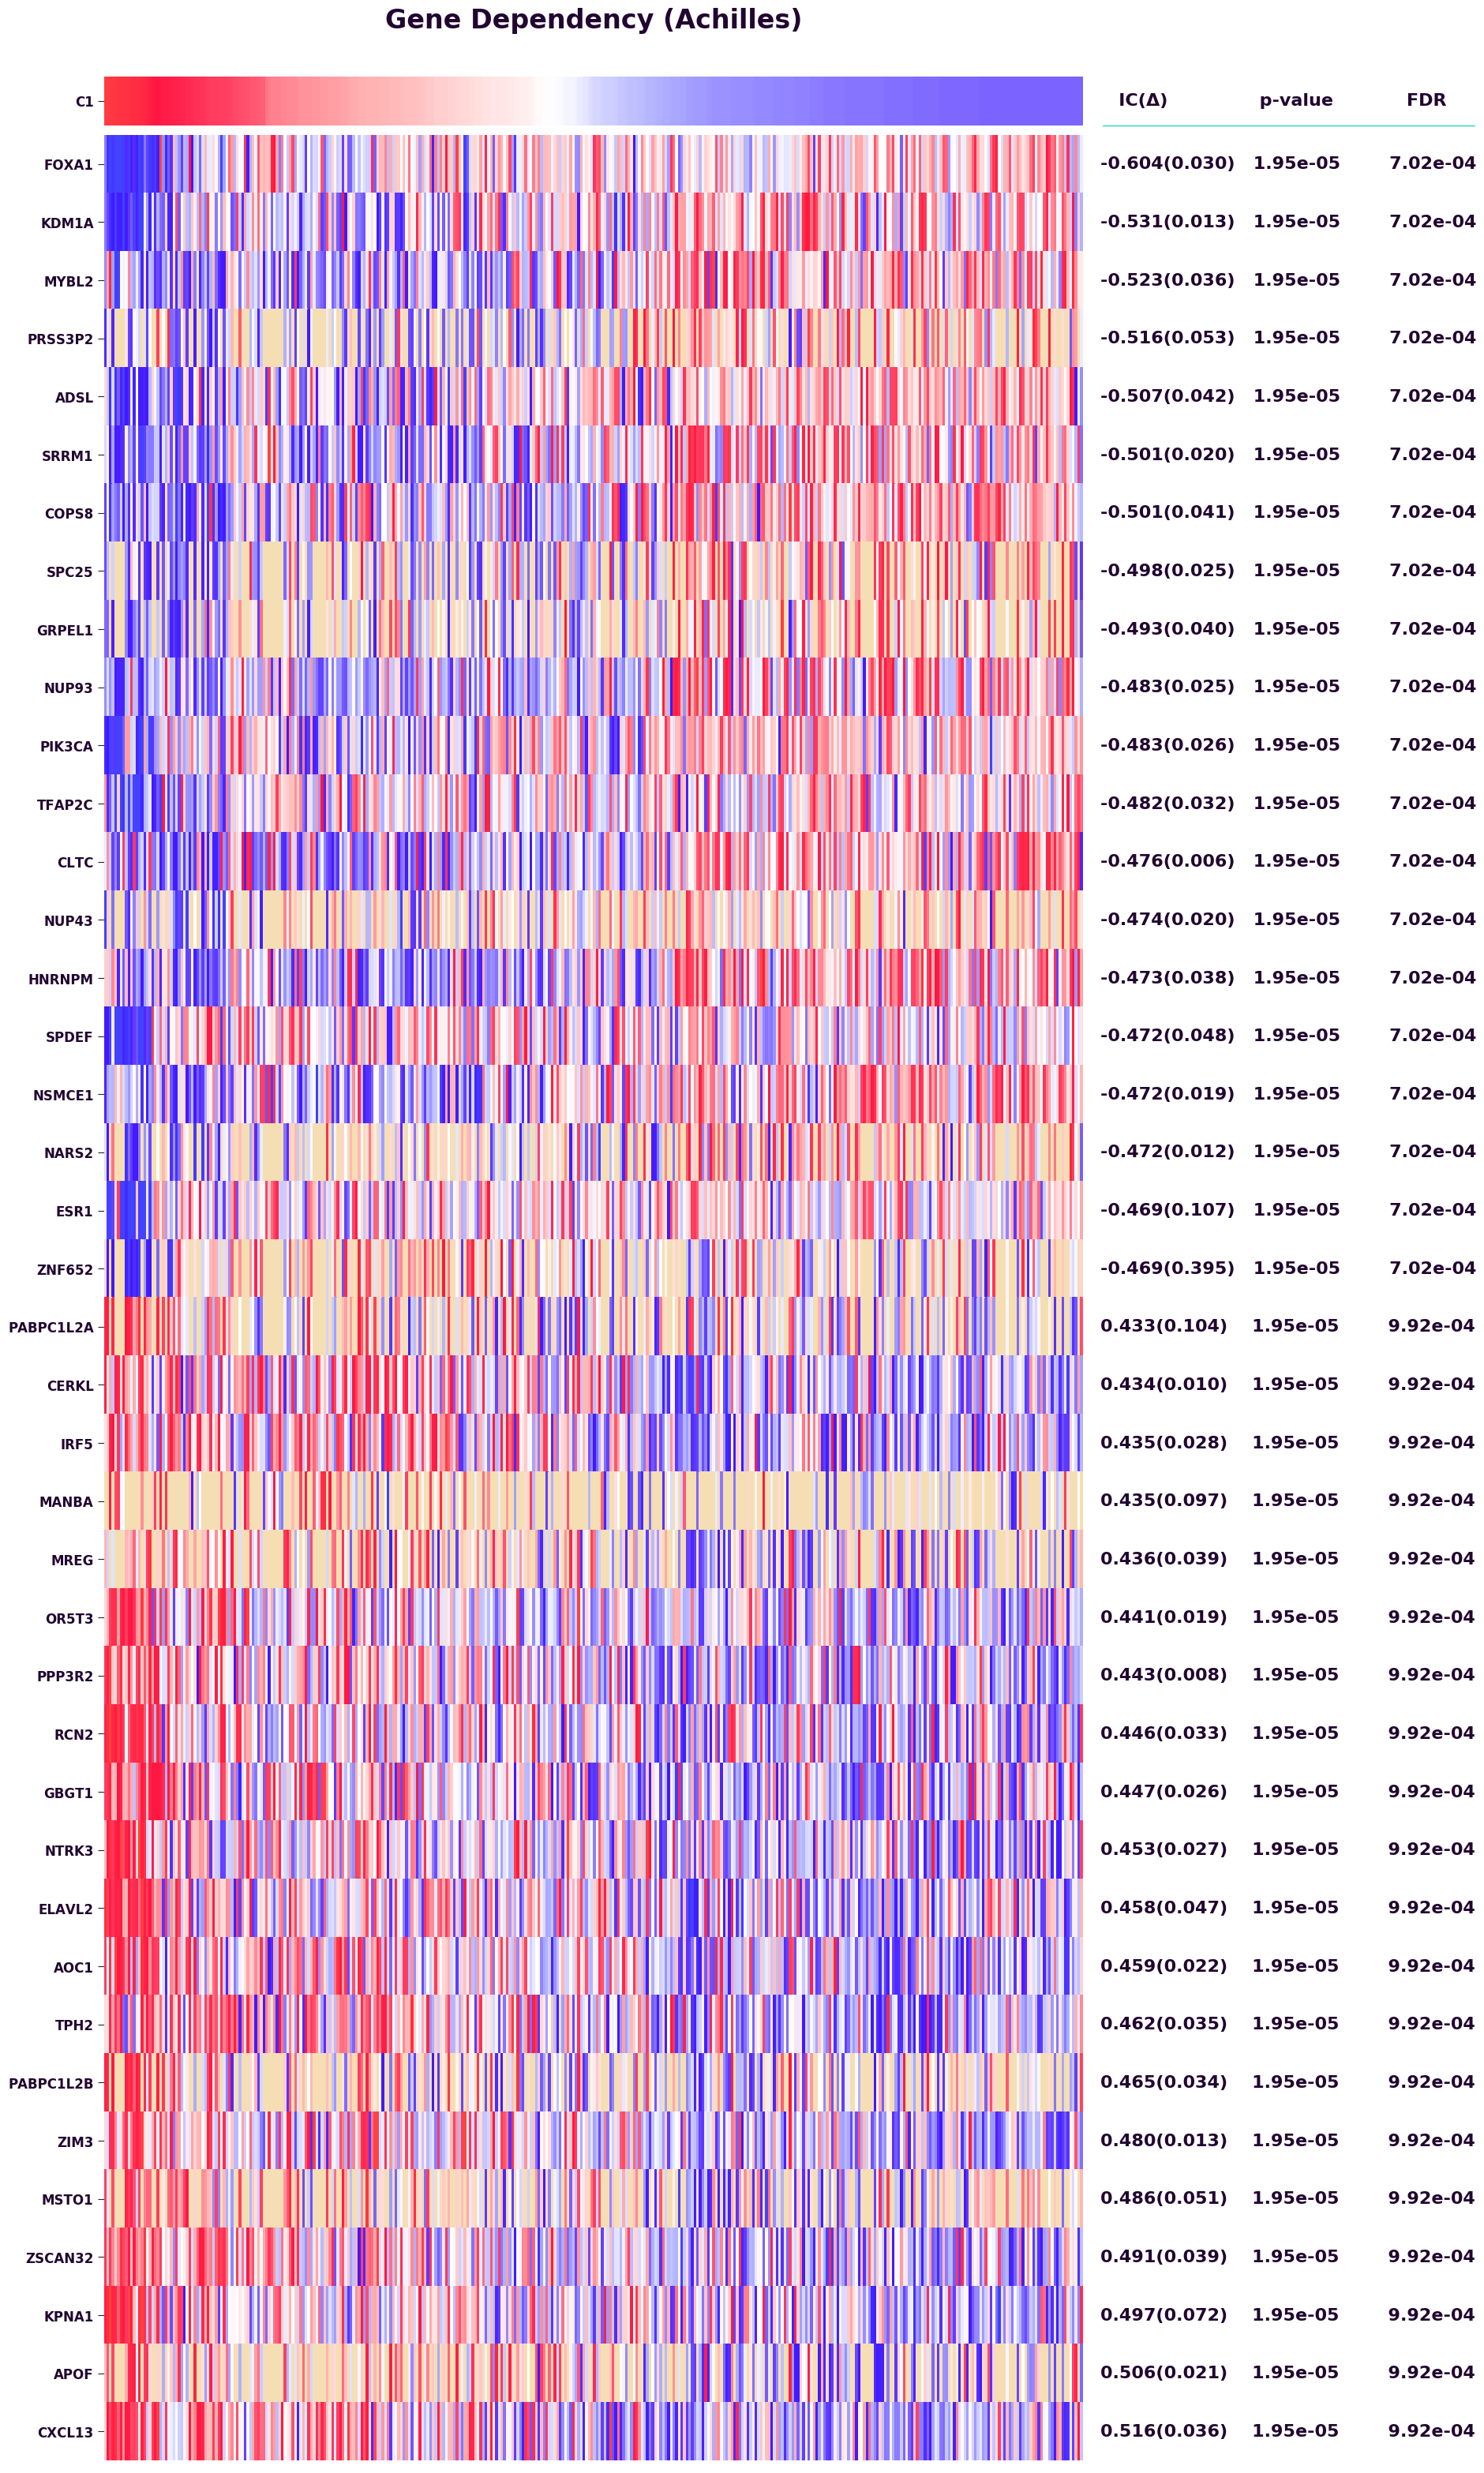 Gene Dependency (Achilles)
C1 IC(Δ) p-value FDR
FOXA1 -0.604(0.030) 1.95e-05 7.02e-04
KDM1A -0.531(0.013) 1.95e-05 7.02e-04
MYBL2 -0.523(0.036) 1.95e-05 7.02e-04
PRSS3P2 -0.516(0.053) 1.95e-05 7.02e-04
ADSL -0.507(0.042) 1.95e-05 7.02e-04
SRRM1 -0.501(0.020) 1.95e-05 7.02e-04
COPS8 -0.501(0.041) 1.95e-05 7.02e-04
SPC25 -0.498(0.025) 1.95e-05 7.02e-04
GRPEL1 -0.493(0.040) 1.95e-05 7.02e-04
NUP93 -0.483(0.025) 1.95e-05 7.02e-04
PIK3CA -0.483(0.026) 1.95e-05 7.02e-04
TFAP2C -0.482(0.032) 1.95e-05 7.02e-04
CLTC -0.476(0.006) 1.95e-05 7.02e-04
NUP43 -0.474(0.020) 1.95e-05 7.02e-04
HNRNPM -0.473(0.038) 1.95e-05 7.02e-04
SPDEF -0.472(0.048) 1.95e-05 7.02e-04
NSMCE1 -0.472(0.019) 1.95e-05 7.02e-04
NARS2 -0.472(0.012) 1.95e-05 7.02e-04
ESR1 -0.469(0.107) 1.95e-05 7.02e-04
ZNF652 -0.469(0.395) 1.95e-05 7.02e-04
PABPC1L2A 0.433(0.104) 1.95e-05 9.92e-04
CERKL 0.434(0.010) 1.95e-05 9.92e-04
IRF5 0.435(0.028) 1.95e-05 9.92e-04
MANBA 0.435(0.097) 1.95e-05 9.92e-04
MREG 0.436(0.039) 1.95e-05 9.92e-04
OR5T3 0.441(0.019) 1.95e-05 9.92e-04
PPP3R2 0.443(0.008) 1.95e-05 9.92e-04
RCN2 0.446(0.033) 1.95e-05 9.92e-04
GBGT1 0.447(0.026) 1.95e-05 9.92e-04
NTRK3 0.453(0.027) 1.95e-05 9.92e-04
ELAVL2 0.458(0.047) 1.95e-05 9.92e-04
AOC1 0.459(0.022) 1.95e-05 9.92e-04
TPH2 0.462(0.035) 1.95e-05 9.92e-04
PABPC1L2B 0.465(0.034) 1.95e-05 9.92e-04
ZIM3 0.480(0.013) 1.95e-05 9.92e-04
MSTO1 0.486(0.051) 1.95e-05 9.92e-04
ZSCAN32 0.491(0.039) 1.95e-05 9.92e-04
KPNA1 0.497(0.072) 1.95e-05 9.92e-04
APOF 0.506(0.021) 1.95e-05 9.92e-04
CXCL13 0.516(0.036) 1.95e-05 9.92e-04